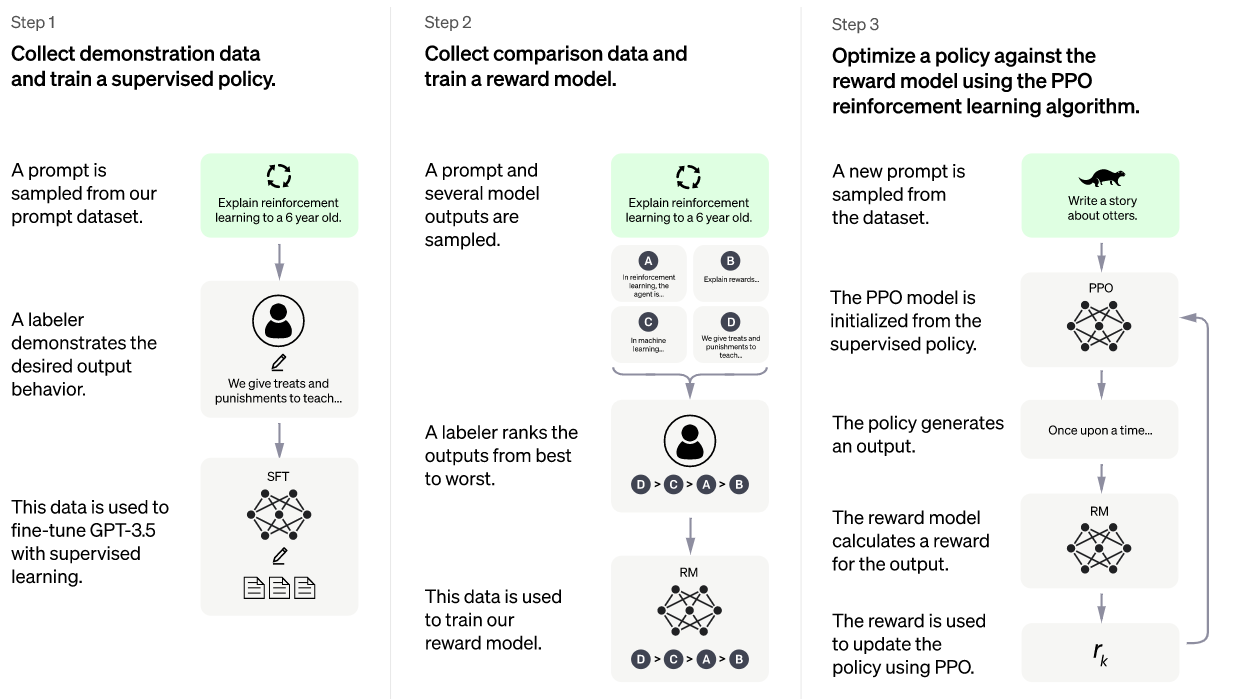 Step 1
Collect demonstration data
and train a supervised policy.
A prompt is
sampled from our
prompt dataset.
Explain reinforcement
learning to a 6 year old.
A labeler
demonstrates the
desired output
behavior.
We give treats and
punishments to teach...
This data is used to
fine-tune GPT-3.5
with supervised
learning.
SFT
Step 2
Collect comparison data and
train a reward model.
A prompt and
several model
outputs are
sampled.
Explain reinforcement
learning to a 6 year old.
A
In reinforcement
learning, the
agent is...
B
Explain rewards...
C
In machine
learning...
D
We give treats and
punishments to
teach...
A labeler ranks the
outputs from best
to worst.
D > C > A > B
This data is used
to train our
reward model.
RM
D > C > A > B
Step 3
Optimize a policy against the
reward model using the PPO
reinforcement learning algorithm.
A new prompt is
sampled from
the dataset.
Write a story
about otters.
The PPO model is
initialized from the
supervised policy.
PPO
The policy generates
an output.
Once upon a time...
The reward model
calculates a reward
for the output.
RM
The reward is used
to update the
policy using PPO.
rₖ